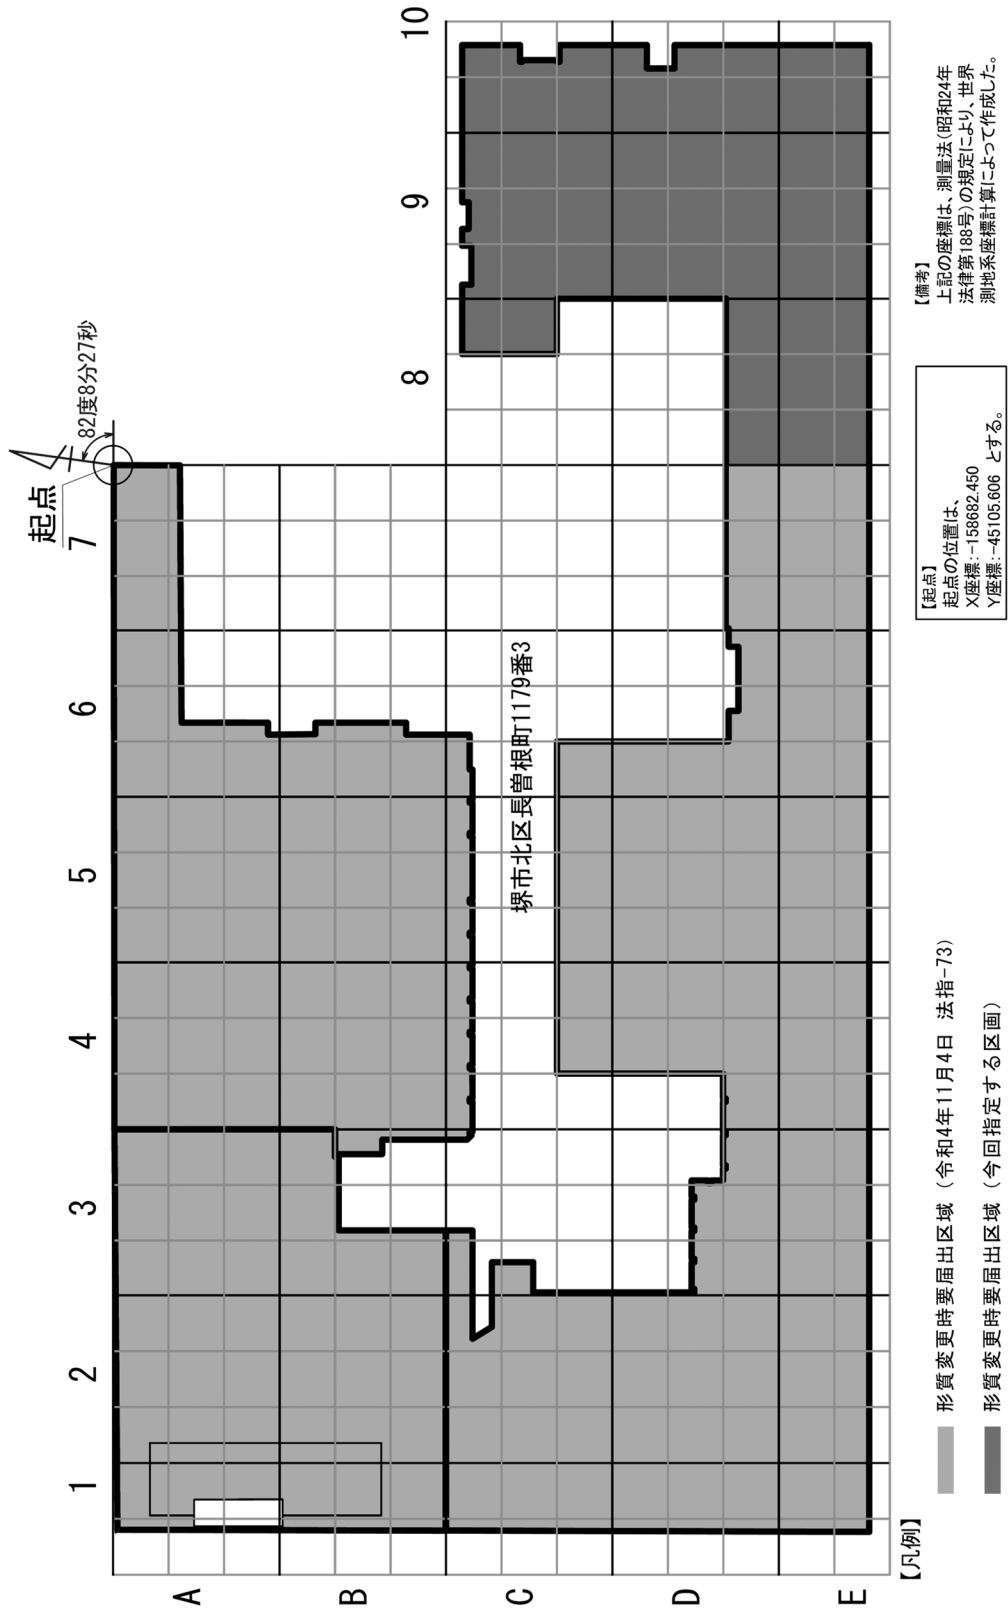 1
2
3
4
5
6
7
8
9
10
A
B
C
D
E
起点
82度8分27秒
堺市北区長曽根町1179番3
【凡例】
形質変更時要届出区域（令和4年11月4日 法指-73）
形質変更時要届出区域（今回指定する区画）
【起点】
起点の位置は、
X座標:-158682.450
Y座標:-45105.606 とする。
【備考】
上記の座標は、測量法（昭和24年
法律第188号）の規定により、世界
測地系座標計算によって作成した。